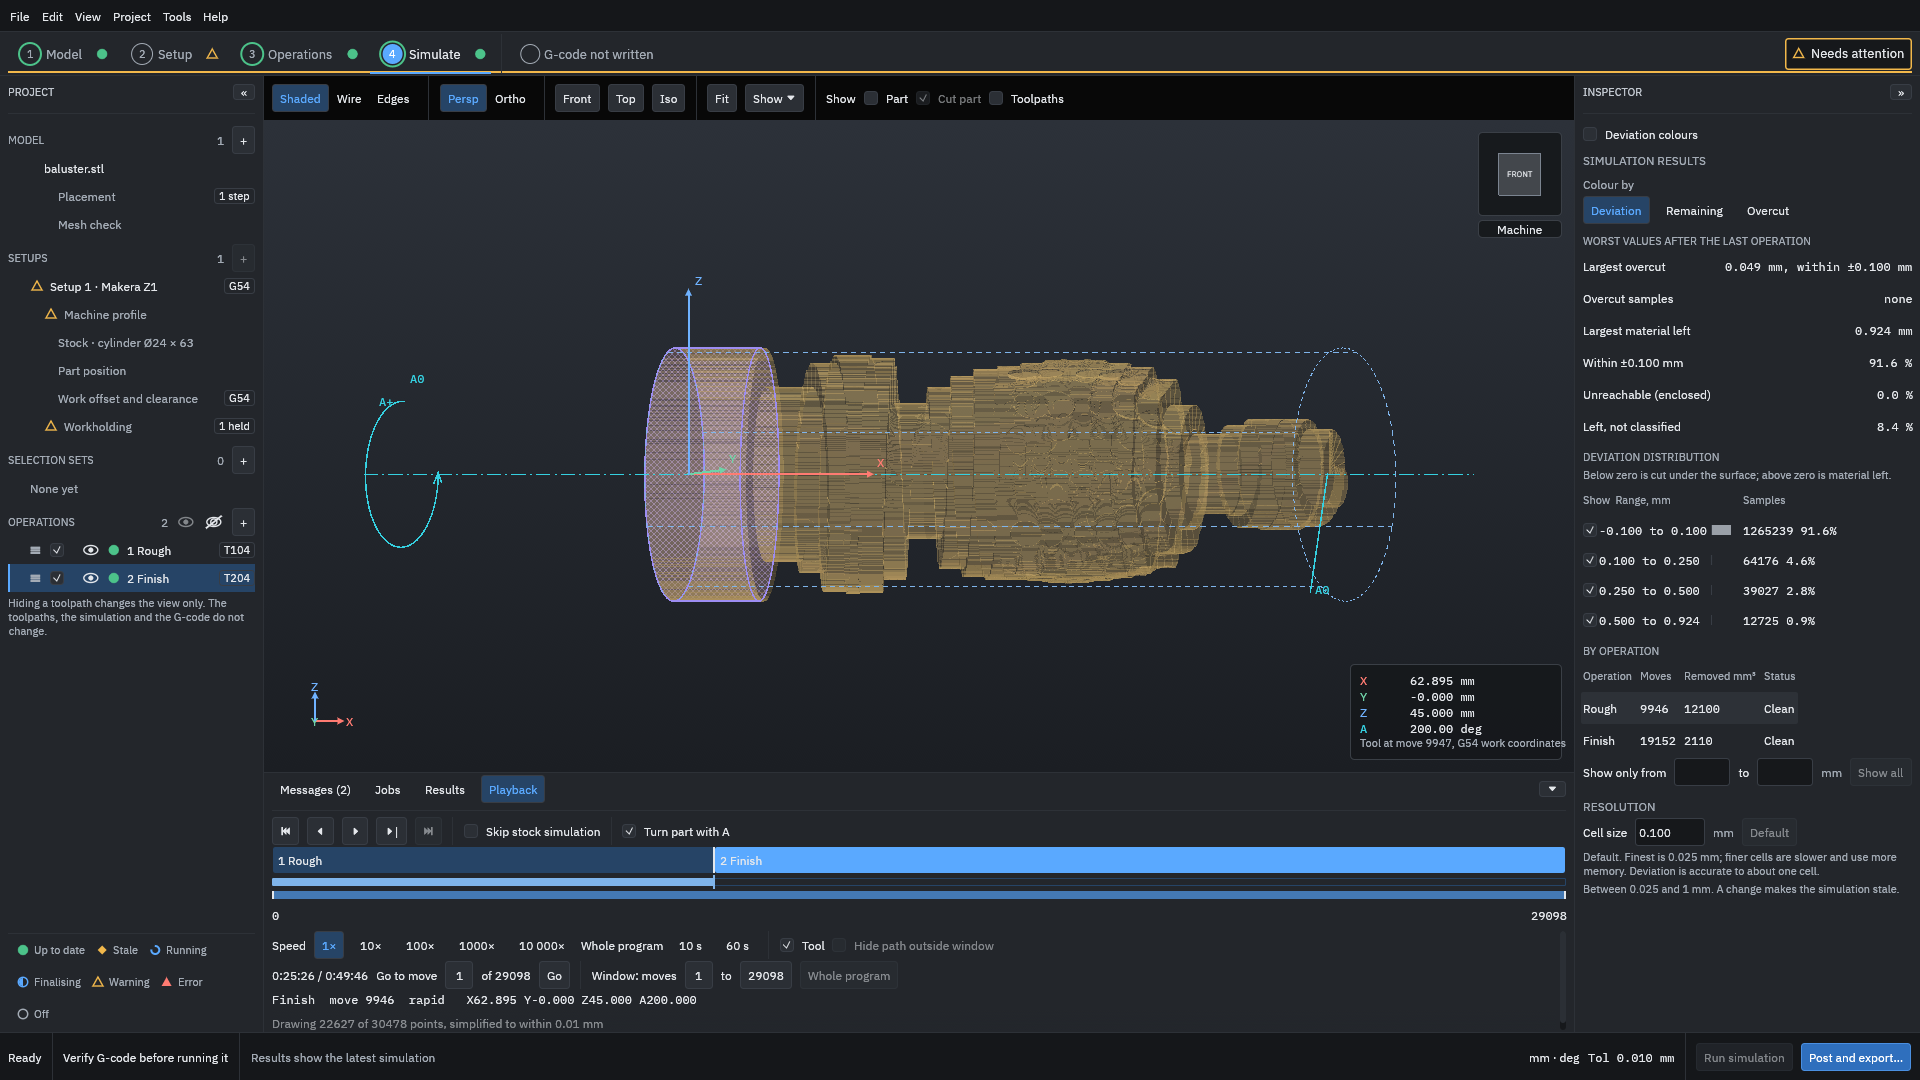 File Edit View Project Tools Help
1 Model 2 Setup 3 Operations 4 Simulate G-code not written Needs attention
PROJECT «
MODEL 1 +
baluster.stl
Placement 1 step
Mesh check
SETUPS 1 +
Setup 1 · Makera Z1 G54
Machine profile
Stock · cylinder Ø24 × 63
Part position
Work offset and clearance G54
Workholding 1 held
SELECTION SETS 0 +
None yet
OPERATIONS 2 +
1 Rough T104
2 Finish T204
Hiding a toolpath changes the view only. The
toolpaths, the simulation and the G-code do not
change.
Up to date Stale Running
Finalising Warning Error
Off
Shaded Wire Edges Persp Ortho Front Top Iso Fit Show Show Part Cut part Toolpaths
FRONT
Machine
Z
A0
A+
Y
X
A
A0
Z
Y
X
X 62.895 mm
Y -0.000 mm
Z 45.000 mm
A 200.00 deg
Tool at move 9947, G54 work coordinates
Messages (2) Jobs Results Playback
Skip stock simulation Turn part with A
1 Rough 2 Finish
0 29098
Speed 1× 10× 100× 1000× 10 000× Whole program 10 s 60 s Tool Hide path outside window
0:25:26 / 0:49:46 Go to move 1 of 29098 Go Window: moves 1 to 29098 Whole program
Finish move 9946 rapid X62.895 Y-0.000 Z45.000 A200.000
Drawing 22627 of 30478 points, simplified to within 0.01 mm
INSPECTOR »
Deviation colours
SIMULATION RESULTS
Colour by
Deviation Remaining Overcut
WORST VALUES AFTER THE LAST OPERATION
Largest overcut 0.049 mm, within ±0.100 mm
Overcut samples none
Largest material left 0.924 mm
Within ±0.100 mm 91.6 %
Unreachable (enclosed) 0.0 %
Left, not classified 8.4 %
DEVIATION DISTRIBUTION
Below zero is cut under the surface; above zero is material left.
Show Range, mm Samples
-0.100 to 0.100 1265239 91.6%
0.100 to 0.250 64176 4.6%
0.250 to 0.500 39027 2.8%
0.500 to 0.924 12725 0.9%
BY OPERATION
Operation Moves Removed mm³ Status
Rough 9946 12100 Clean
Finish 19152 2110 Clean
Show only from to mm Show all
RESOLUTION
Cell size 0.100 mm Default
Default. Finest is 0.025 mm; finer cells are slower and use more
memory. Deviation is accurate to about one cell.
Between 0.025 and 1 mm. A change makes the simulation stale.
Ready Verify G-code before running it Results show the latest simulation mm · deg Tol 0.010 mm Run simulation Post and export...